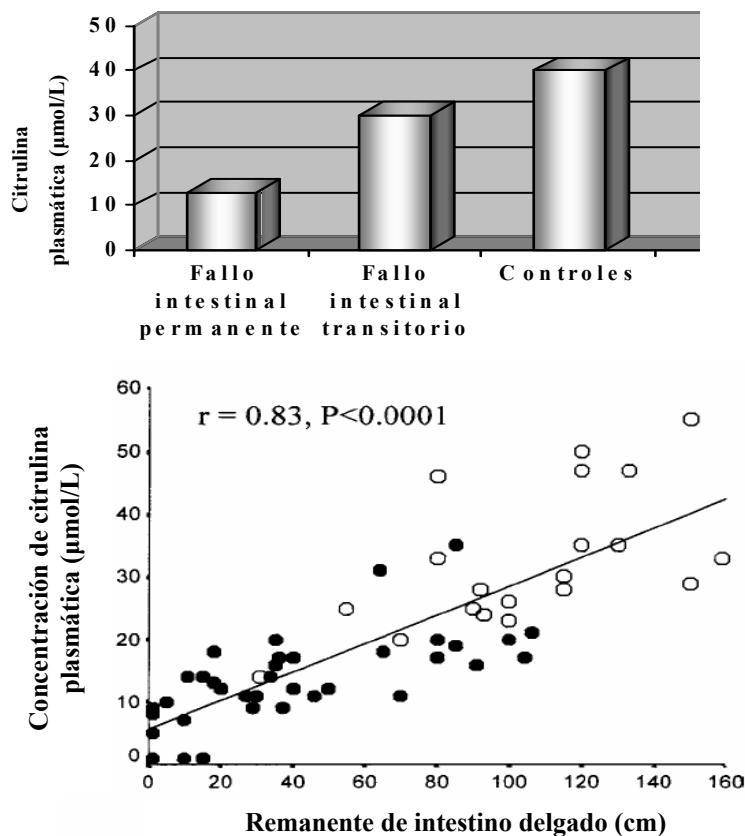 50
40
30
20
10
0
Citrulina
plasmática (µmol/L)
Fallo
intestinal
permanente
Fallo
intestinal
transitorio
Controles
60
50
40
30
20
10
0
Concentración de citrulina
plasmática (µmol/L)
r = 0.83, P<0.0001
0 20 40 60 80 100 120 140 160
Remanente de intestino delgado (cm)